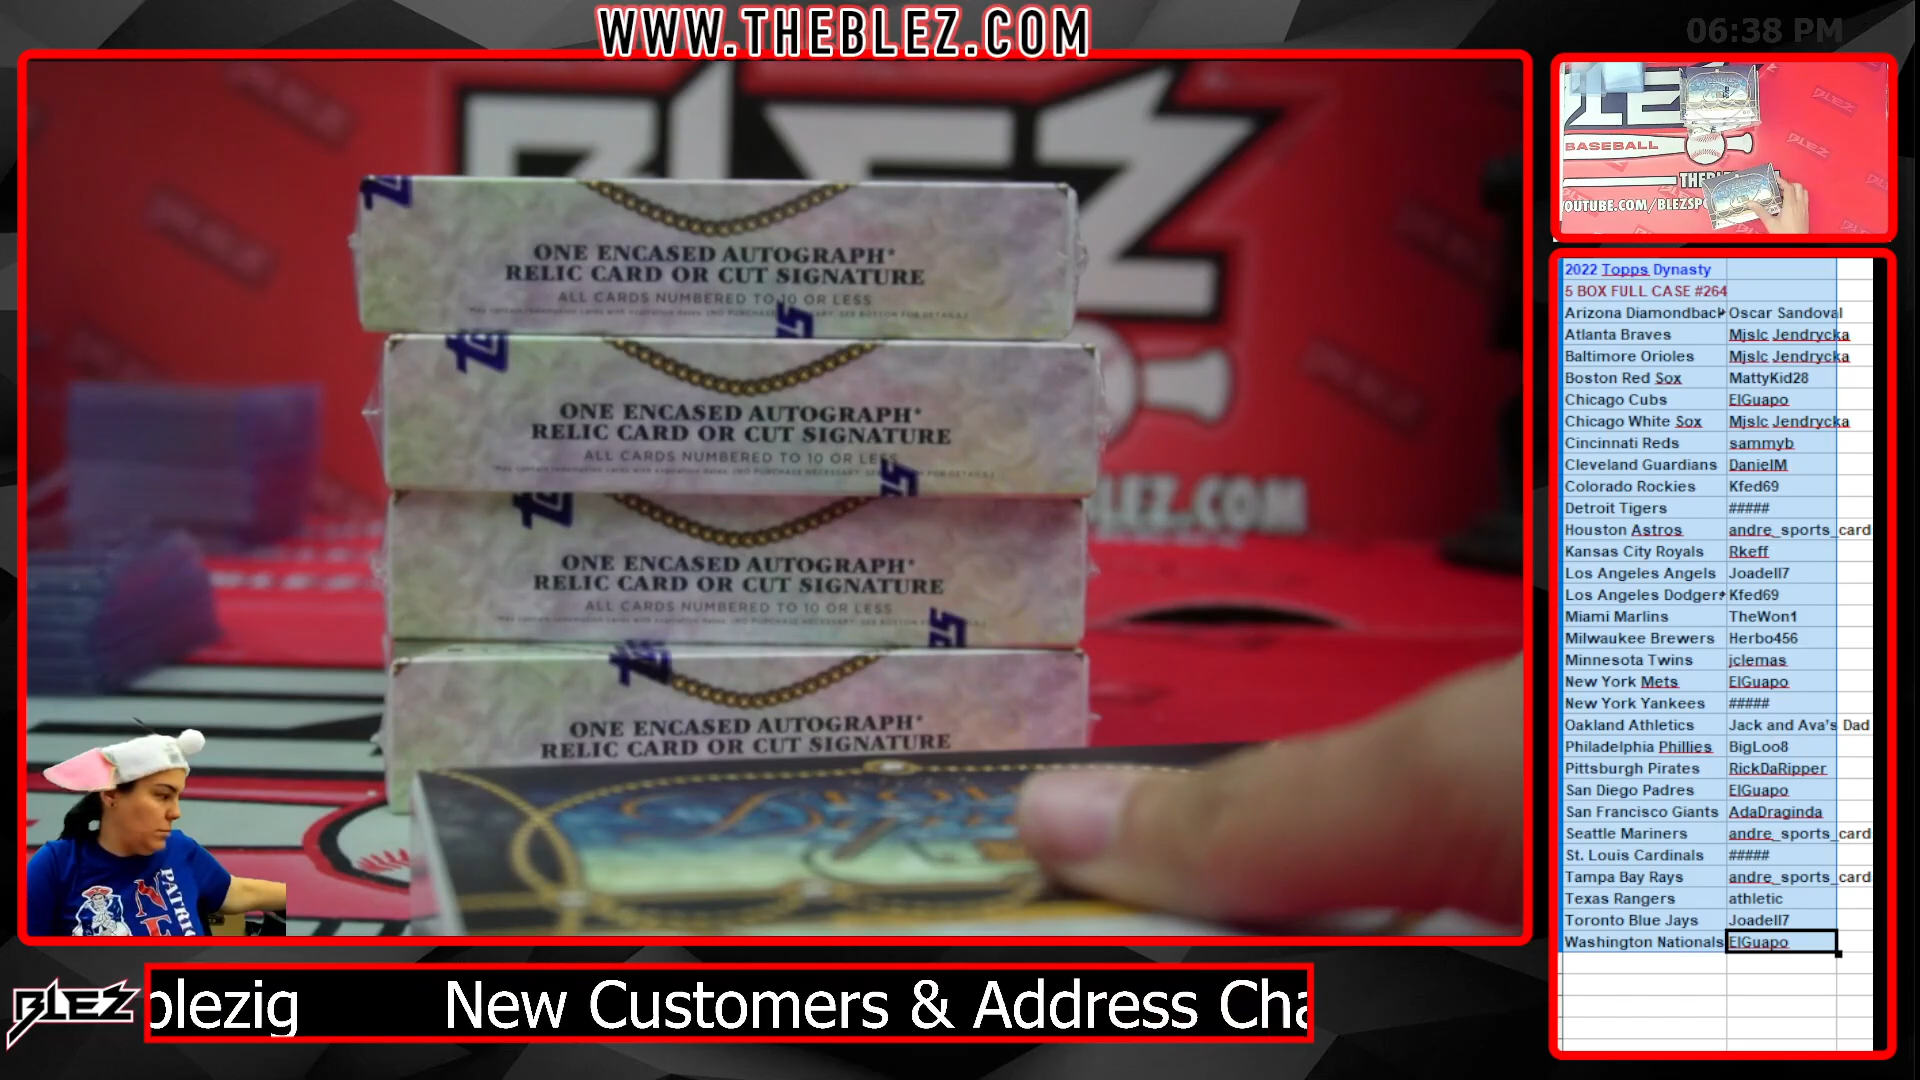 WWW.THEBLEZ.COM
06:38 PM
ONE ENCASED AUTOGRAPH*
RELIC CARD OR CUT SIGNATURE
ALL CARDS NUMBERED TO 10 OR LESS
ONE ENCASED AUTOGRAPH*
RELIC CARD OR CUT SIGNATURE
ALL CARDS NUMBERED TO 10 OR LESS
BLEZ.COM
ONE ENCASED AUTOGRAPH*
RELIC CARD OR CUT SIGNATURE
ALL CARDS NUMBERED TO 10 OR LESS
ONE ENCASED AUTOGRAPH*
RELIC CARD OR CUT SIGNATURE
PATRI
BLEZ
BASEBALL
YOUTUBE.COM/BLEZSP
2022 Topps Dynasty
5 BOX FULL CASE #264
Arizona Diamondback Oscar Sandoval
Atlanta Braves Mjslc Jendrycka
Baltimore Orioles Mjslc Jendrycka
Boston Red Sox MattyKid28
Chicago Cubs ElGuapo
Chicago White Sox Mjslc Jendrycka
Cincinnati Reds sammyb
Cleveland Guardians DanielM
Colorado Rockies Kfed69
Detroit Tigers #####
Houston Astros andre_sports_card
Kansas City Royals Rkeff
Los Angeles Angels Joadell7
Los Angeles Dodgers Kfed69
Miami Marlins TheWon1
Milwaukee Brewers Herbo456
Minnesota Twins jclemas
New York Mets ElGuapo
New York Yankees #####
Oakland Athletics Jack and Ava's Dad
Philadelphia Phillies BigLoo8
Pittsburgh Pirates RickDaRipper
San Diego Padres ElGuapo
San Francisco Giants AdaDraginda
Seattle Mariners andre_sports_card
St. Louis Cardinals #####
Tampa Bay Rays andre_sports_card
Texas Rangers athletic
Toronto Blue Jays Joadell7
Washington Nationals ElGuapo
BLEZ
blezig New Customers & Address Cha